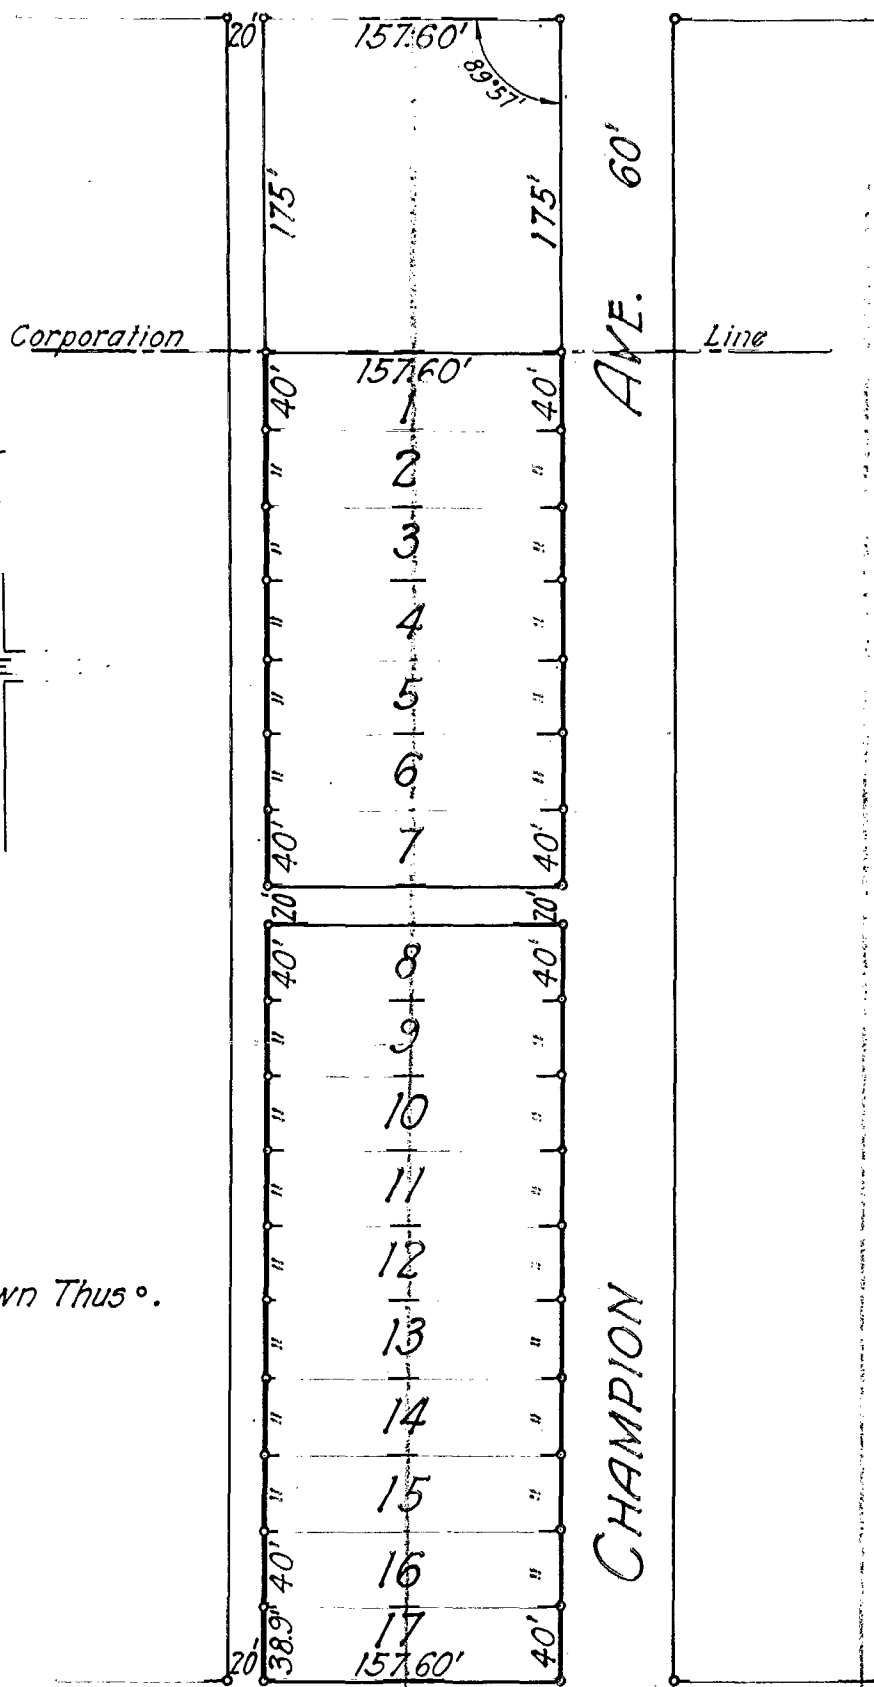 20' 157.60'
89°57'
175' 175'
AVE. 60'
Corporation Line
157.60'
40' 1 40'
" 2 "
" 3 "
" 4 "
" 5 "
" 6 "
40' 7 40'
20' 20'
40' 8 40'
" 9 "
" 10 "
" 11 "
" 12 "
wn Thus °.
" 13 "
" 14 "
" 15 "
40' 16 "
38.9' 17 40'
20' 157.60'
CHAMPION